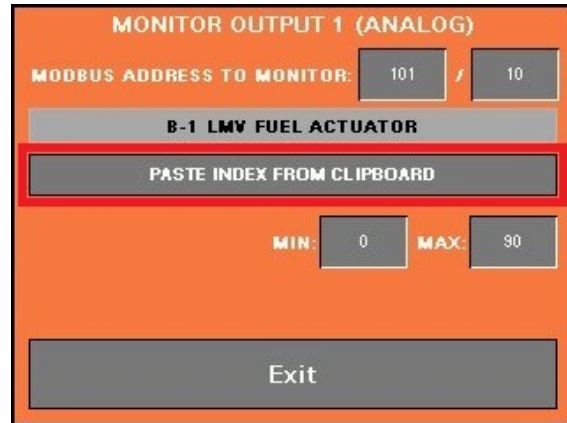 MONITOR OUTPUT 1 (ANALOG)
MODBUS ADDRESS TO MONITOR: 101 / 10
B-1 LMV FUEL ACTUATOR
PASTE INDEX FROM CLIPBOARD
MIN: 0 MAX: 90
Exit